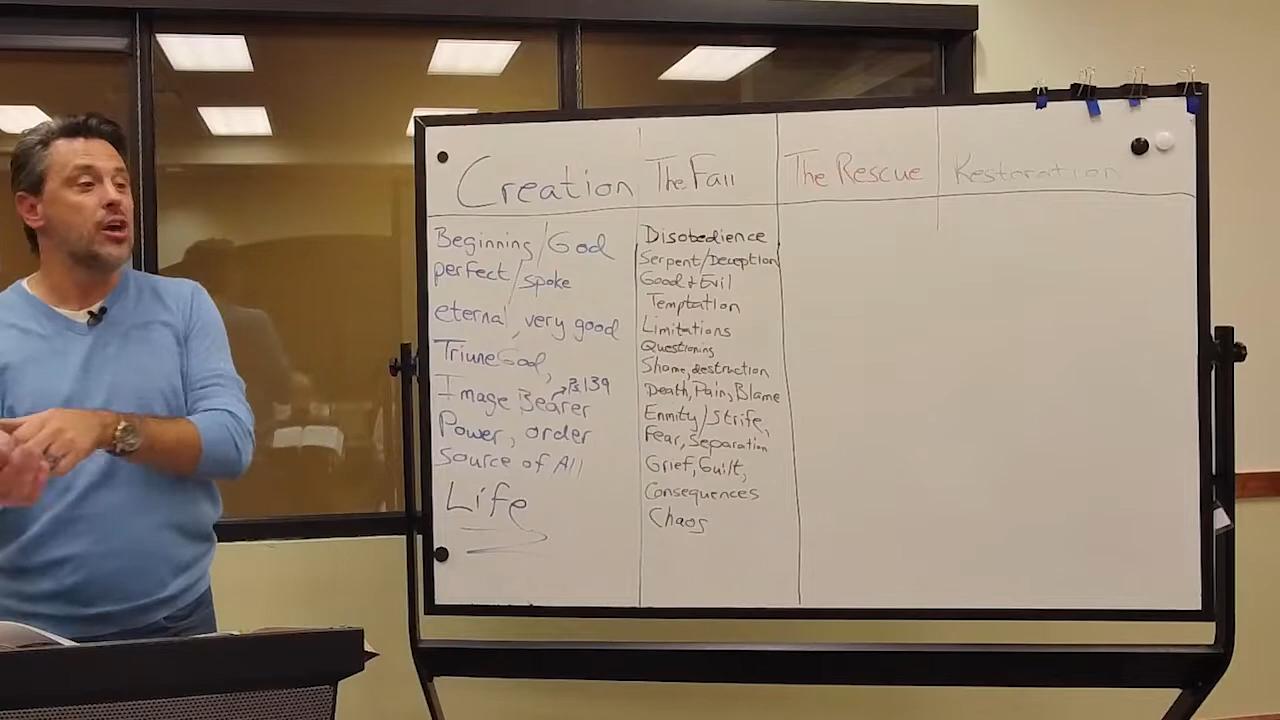 Creation The Fall The Rescue Restoration
Beginning/God
perfect/spoke
eternal, very good
Triune God,
Image Bearer → Ps 139
Power, order
Source of All
Life
Disobedience
Serpent/Deception
Good & Evil
Temptation
Limitations
Questioning
Shame, destruction
Death, Pain, Blame
Enmity/Strife,
Fear, Separation
Grief, Guilt,
Consequences
Chaos